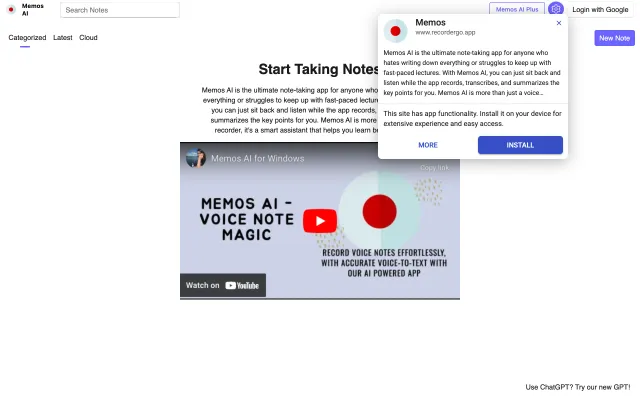 Memos AI
Search Notes
Memos AI Plus
Login with Google
Categorized
Latest
Cloud
New Note
Memos
www.recordergo.app
Memos AI is the ultimate note-taking app for anyone who
hates writing down everything or struggles to keep up with
fast-paced lectures. With Memos AI, you can just sit back and
listen while the app records, transcribes, and summarizes the
key points for you. Memos AI is more than just a voice...
This site has app functionality. Install it on your device for
extensive experience and easy access.
MORE
INSTALL
Start Taking Notes
Memos AI is the ultimate note-taking app for anyone who
everything or struggles to keep up with fast-paced lectur
you can just sit back and listen while the app records,
summarizes the key points for you. Memos AI is more
recorder, it's a smart assistant that helps you learn
Memos AI for Windows
Copy link
MEMOS AI -
VOICE NOTE
MAGIC
RECORD VOICE NOTES EFFORTLESSLY,
WITH ACCURATE VOICE-TO-TEXT WITH
OUR AI POWERED APP
Watch on YouTube
Use ChatGPT? Try our new GPT!